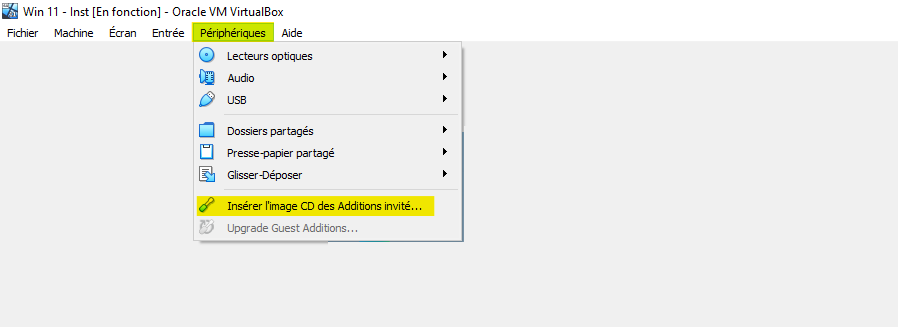 Win 11 - Inst [En fonction] - Oracle VM VirtualBox
Fichier Machine Écran Entrée Périphériques Aide
Lecteurs optiques
Audio
USB
Dossiers partagés
Presse-papier partagé
Glisser-Déposer
Insérer l'image CD des Additions invité...
Upgrade Guest Additions...